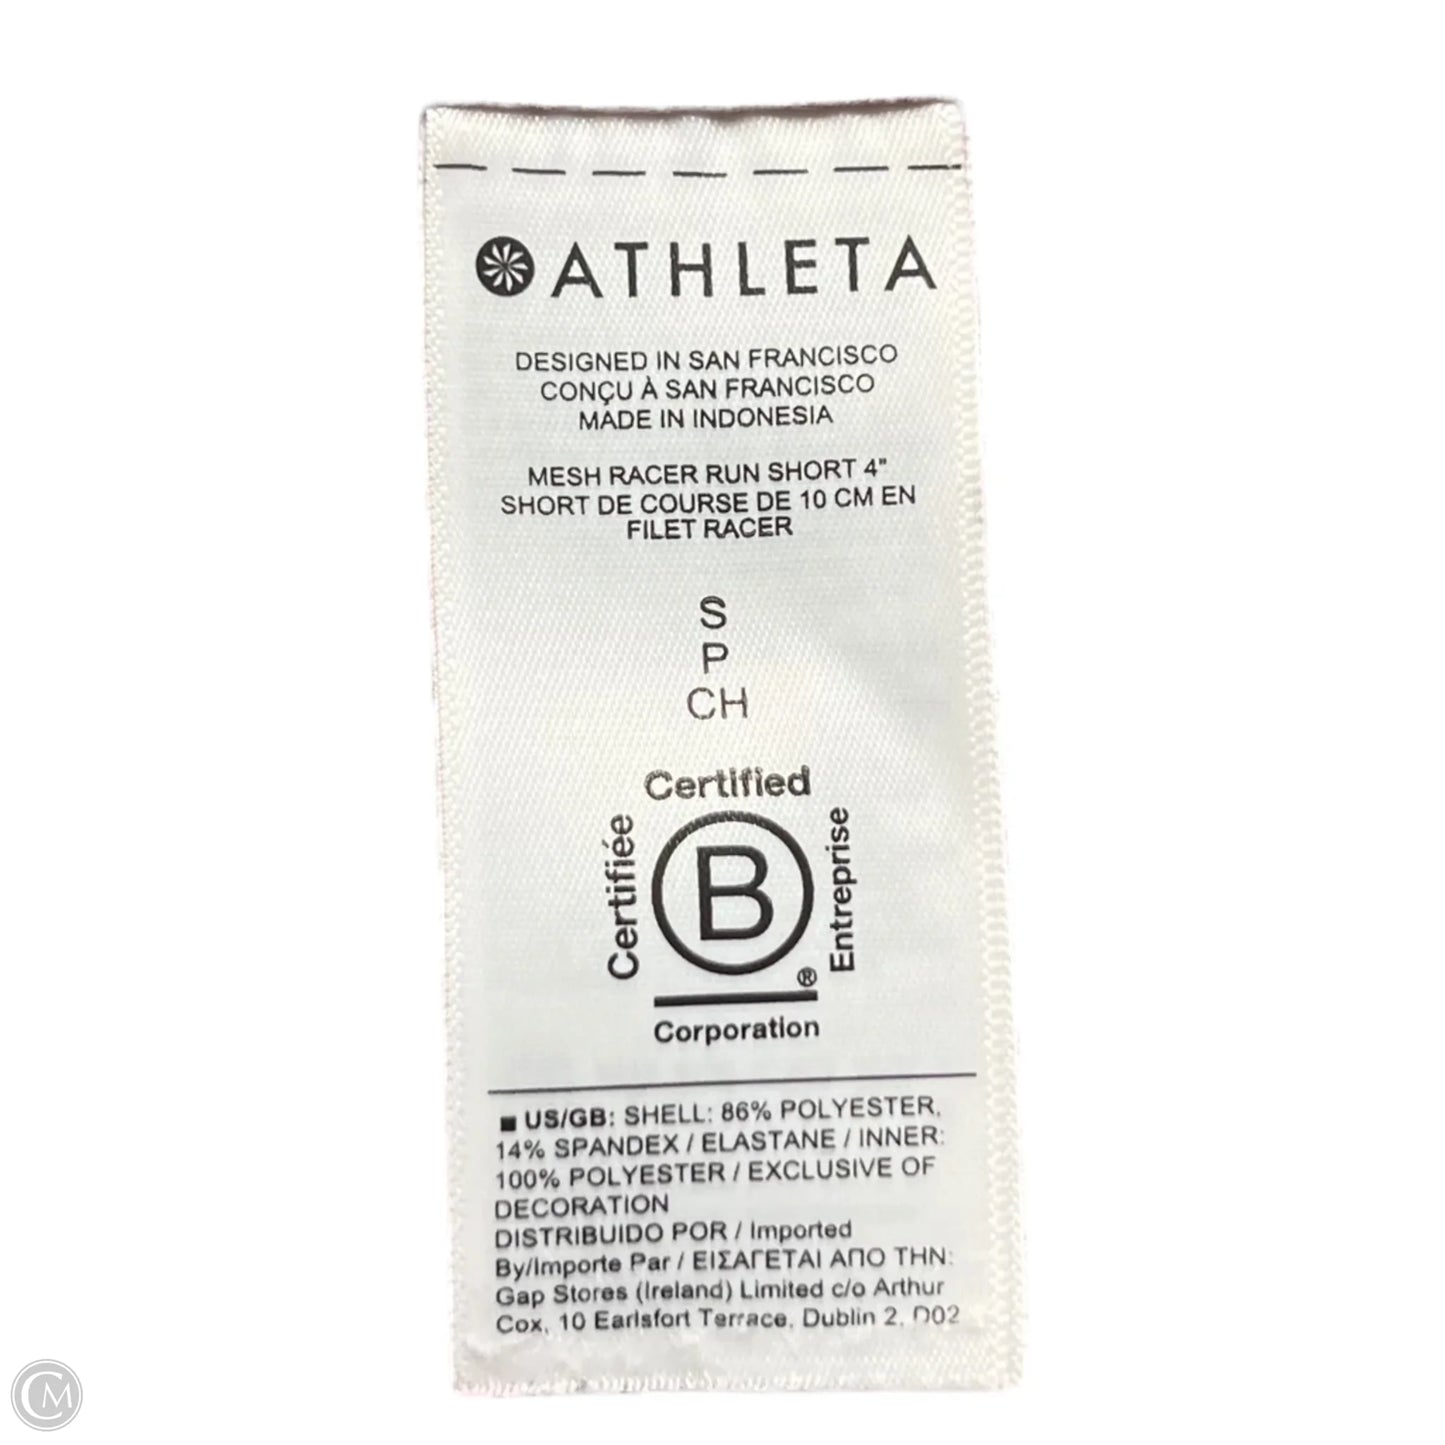 ATHLETA
DESIGNED IN SAN FRANCISCO
CONÇU À SAN FRANCISCO
MADE IN INDONESIA
MESH RACER RUN SHORT 4"
SHORT DE COURSE DE 10 CM EN
FILET RACER
S
P
CH
Certified
Certifiée
B
Entreprise
®
Corporation
■ US/GB: SHELL: 86% POLYESTER,
14% SPANDEX / ELASTANE / INNER:
100% POLYESTER / EXCLUSIVE OF
DECORATION
DISTRIBUIDO POR / Imported
By/Importe Par / ΕΙΣΑΓΕΤΑΙ ΑΠΟ ΤΗΝ:
Gap Stores (Ireland) Limited c/o Arthur
Cox, 10 Earlsfort Terrace, Dublin 2, D02
CM